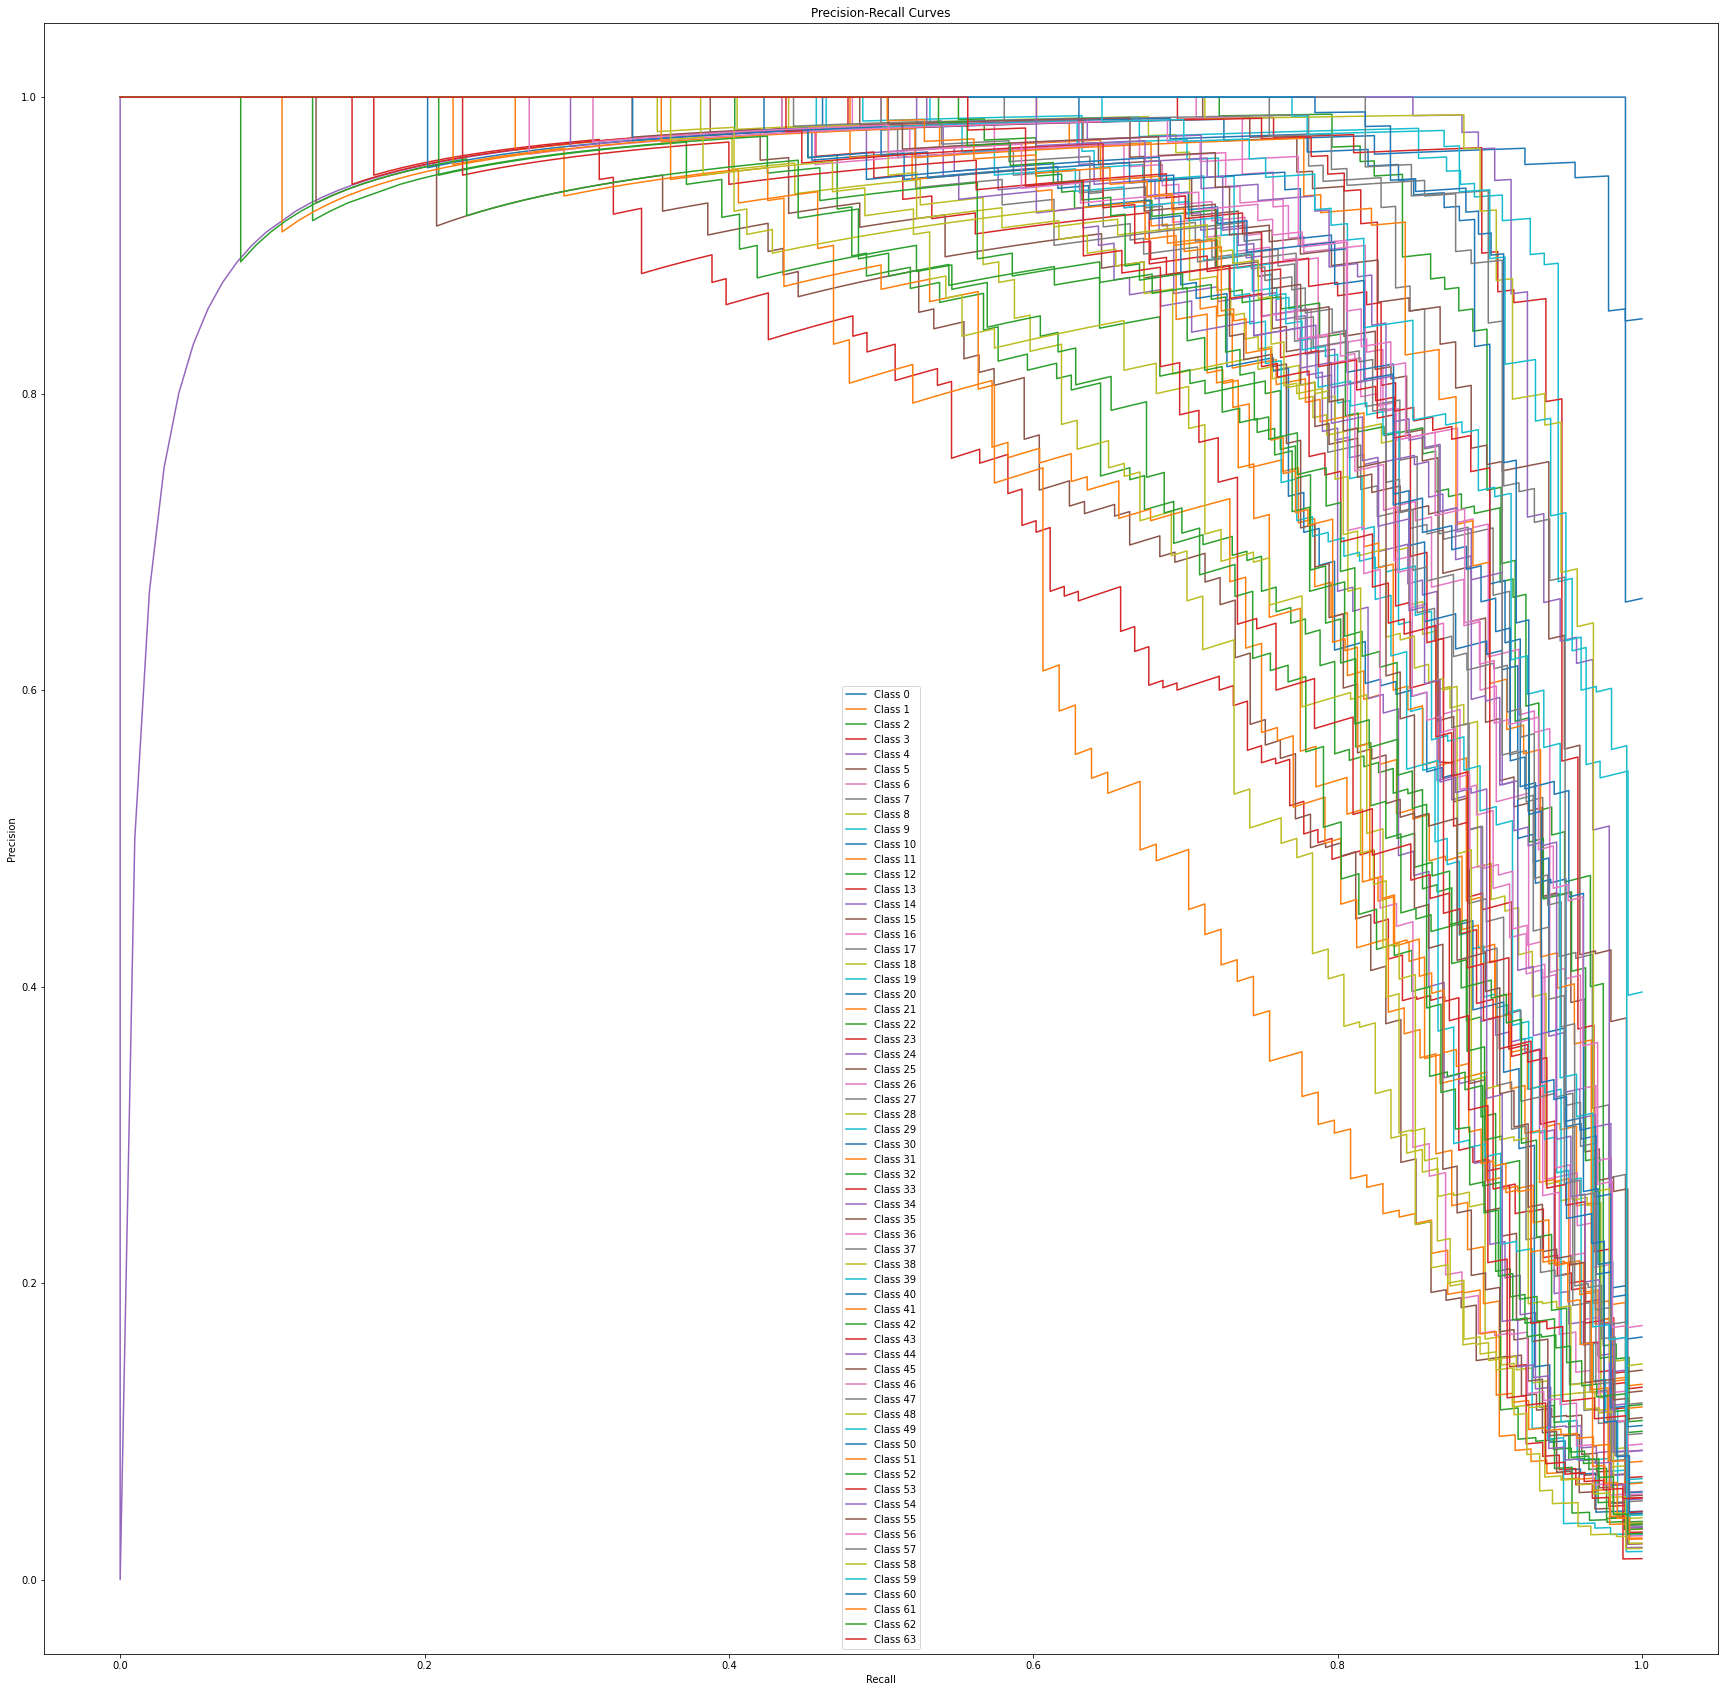 Precision-Recall Curves
1.0
0.8
0.6
0.4
0.2
0.0
Precision
Class 0
Class 1
Class 2
Class 3
Class 4
Class 5
Class 6
Class 7
Class 8
Class 9
Class 10
Class 11
Class 12
Class 13
Class 14
Class 15
Class 16
Class 17
Class 18
Class 19
Class 20
Class 21
Class 22
Class 23
Class 24
Class 25
Class 26
Class 27
Class 28
Class 29
Class 30
Class 31
Class 32
Class 33
Class 34
Class 35
Class 36
Class 37
Class 38
Class 39
Class 40
Class 41
Class 42
Class 43
Class 44
Class 45
Class 46
Class 47
Class 48
Class 49
Class 50
Class 51
Class 52
Class 53
Class 54
Class 55
Class 56
Class 57
Class 58
Class 59
Class 60
Class 61
Class 62
Class 63
0.0 0.2 0.4 0.6 0.8 1.0
Recall